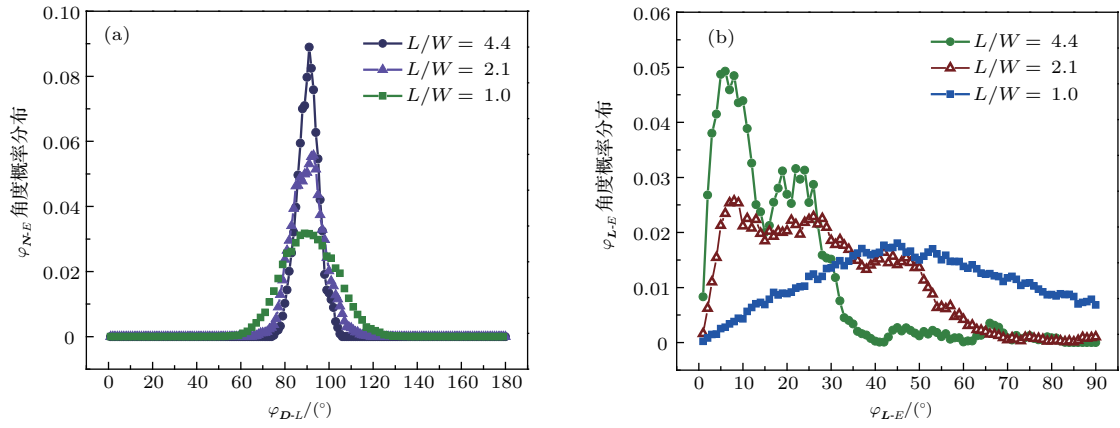 (a)
L/W = 4.4
L/W = 2.1
L/W = 1.0
0.10
0.08
0.06
0.04
0.02
0
φN-E 角度概率分布
0 20 40 60 80 100 120 140 160 180
φD-L/(°)
(b)
L/W = 4.4
L/W = 2.1
L/W = 1.0
0.06
0.05
0.04
0.03
0.02
0.01
0
φL-E 角度概率分布
0 10 20 30 40 50 60 70 80 90
φL-E/(°)